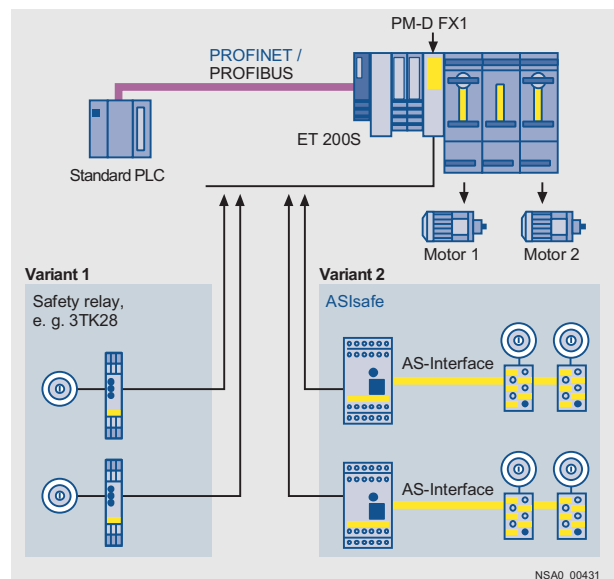 PM-D FX1
PROFINET /
PROFIBUS
ET 200S
Standard PLC
Motor 1
Motor 2
Variant 1
Safety relay,
e. g. 3TK28
Variant 2
ASIsafe
AS-Interface
AS-Interface
NSA0_00431